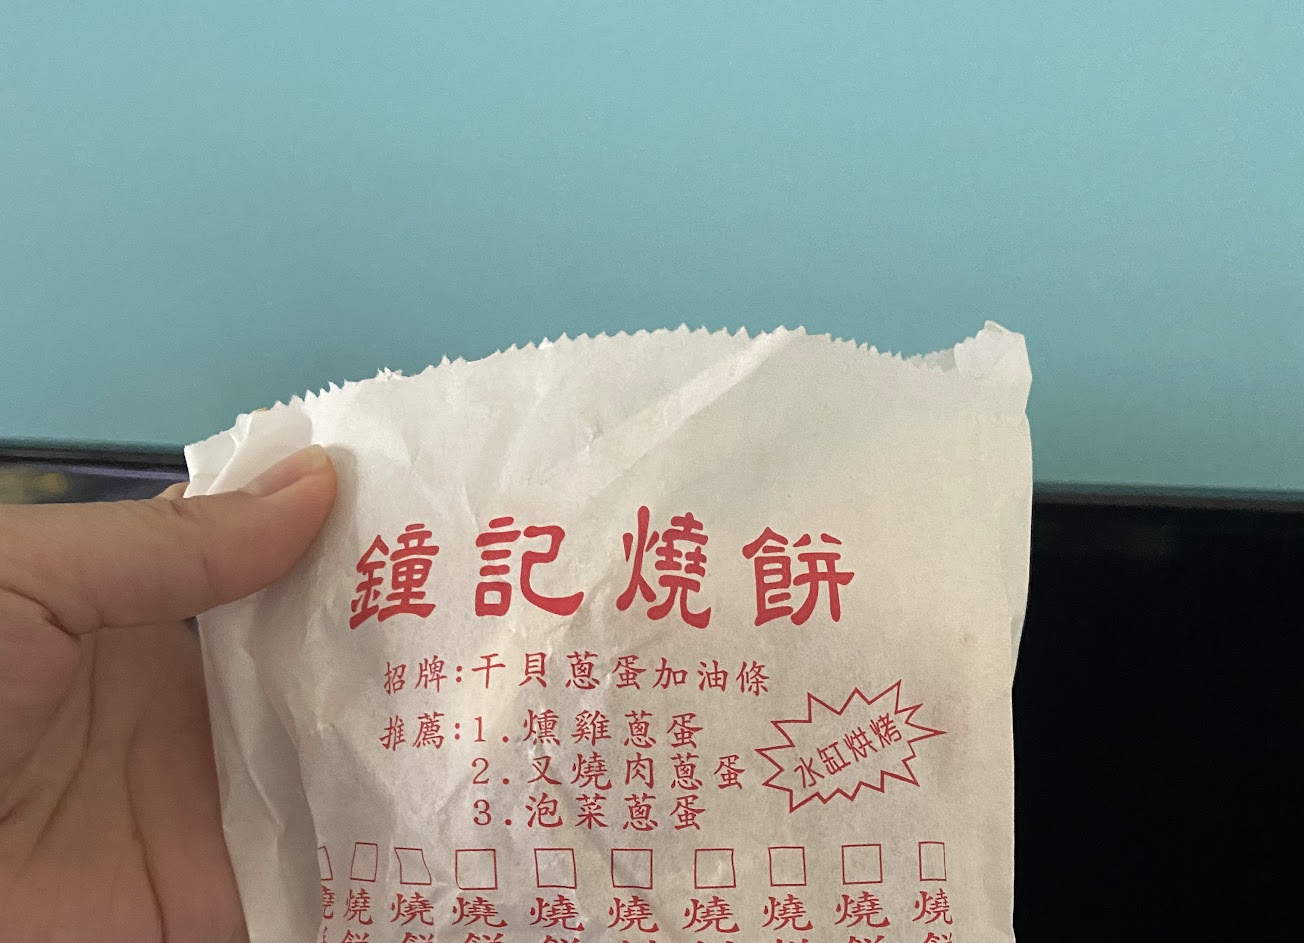 鐘記燒餅
招牌:干貝蔥蛋加油條
推薦:1.燻雞蔥蛋
2.叉燒肉蔥蛋
3.泡菜蔥蛋
水缸烘烤
燒 燒 燒 燒 燒 燒 燒 燒 燒 燒